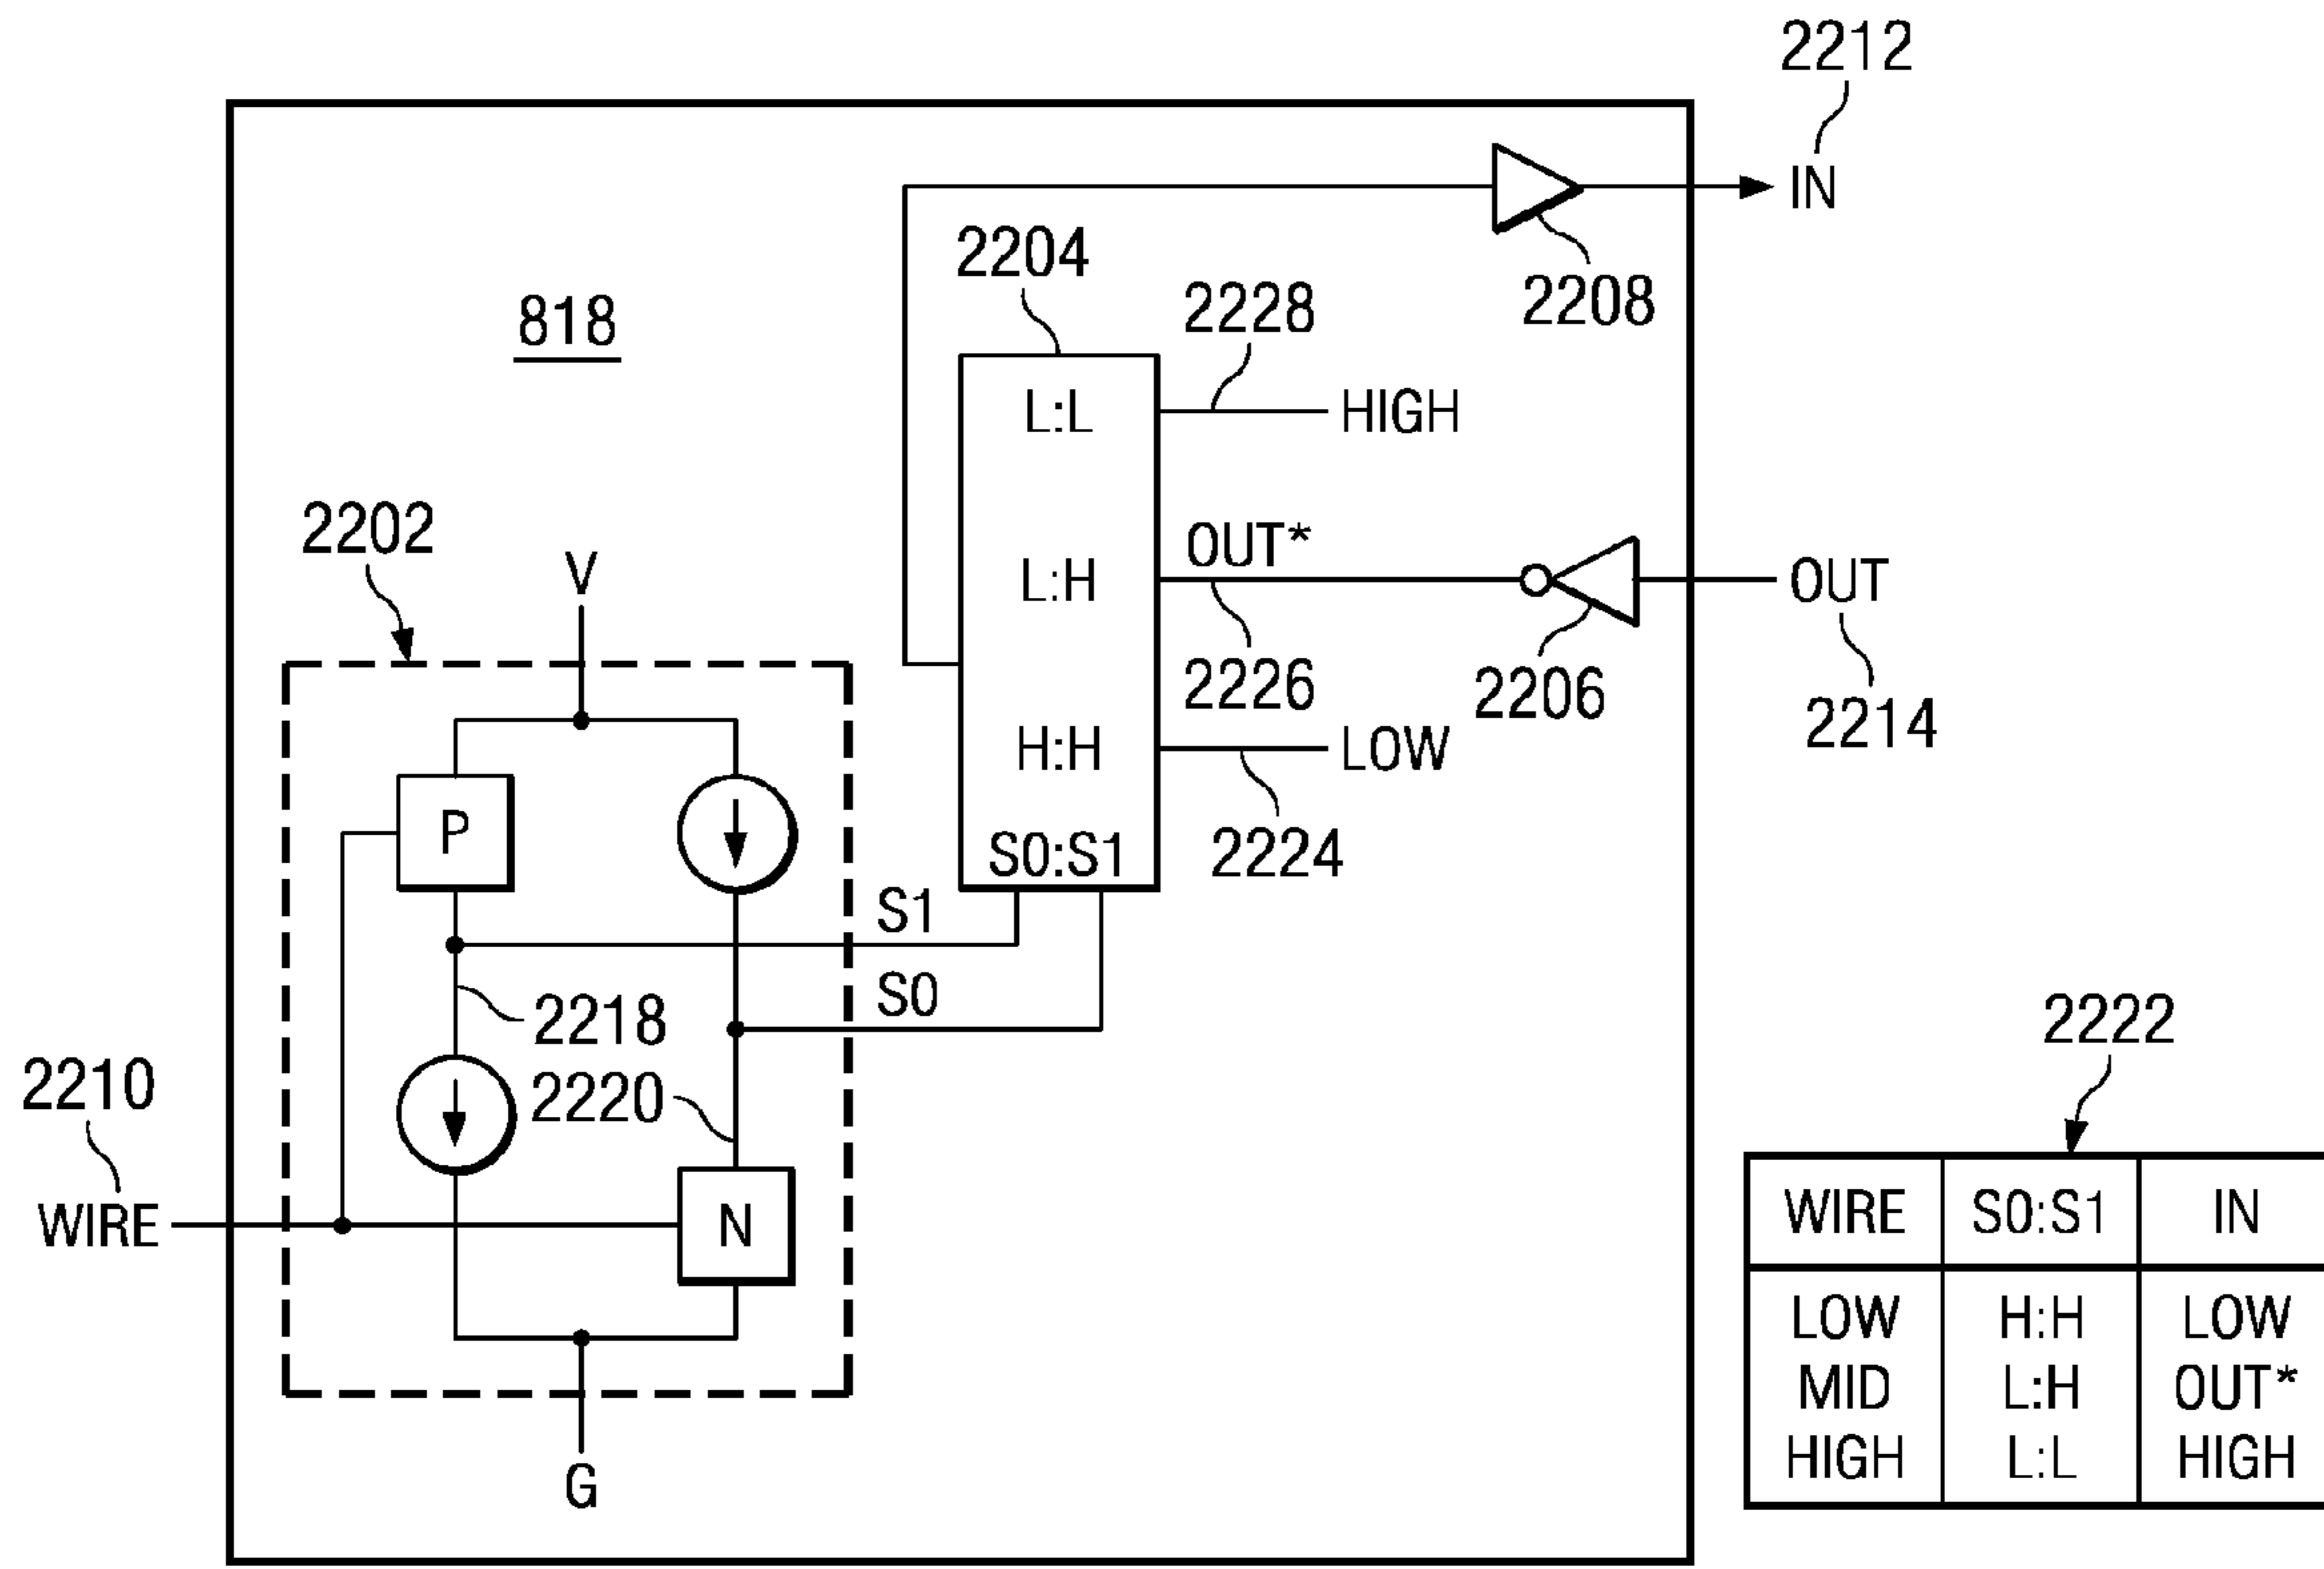 2212
IN
2204
2228
2208
818
L:L
HIGH
2202
V
OUT*
L:H
OUT
2226
2206
2214
H:H
LOW
P
S0:S1
2224
S1
S0
2218
2222
2210
2220
WIRE
N
G
WIRE S0:S1 IN
LOW H:H LOW
MID L:H OUT*
HIGH L:L HIGH